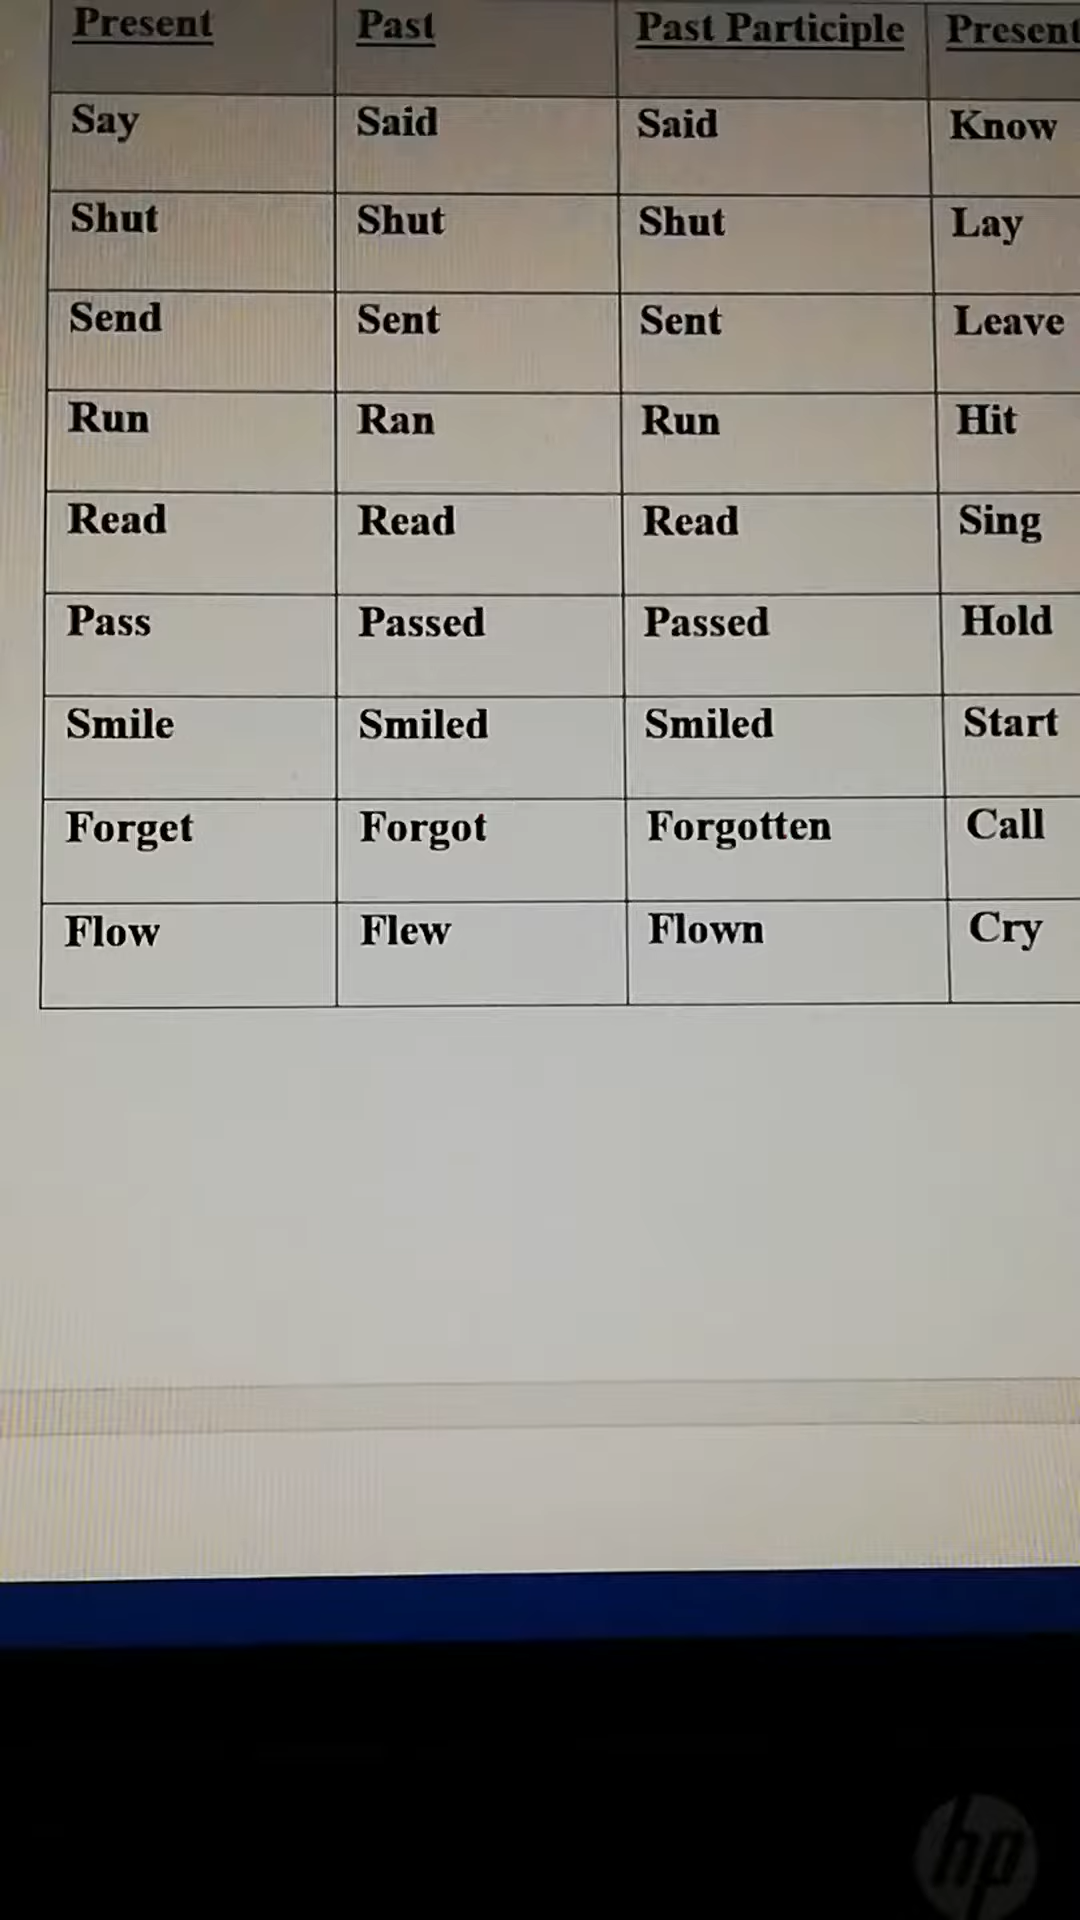 Present Past Past Participle Present
Say Said Said Know
Shut Shut Shut Lay
Send Sent Sent Leave
Run Ran Run Hit
Read Read Read Sing
Pass Passed Passed Hold
Smile Smiled Smiled Start
Forget Forgot Forgotten Call
Flow Flew Flown Cry
hp